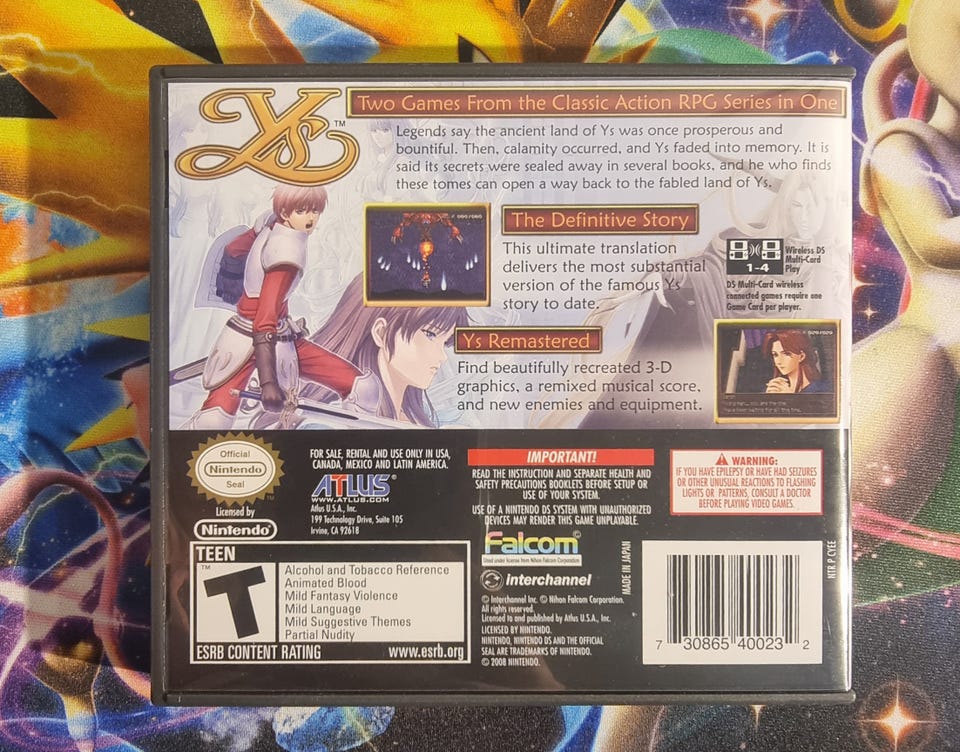 Ys™
Two Games From the Classic Action RPG Series in One
Legends say the ancient land of Ys was once prosperous and
bountiful. Then, calamity occurred, and Ys faded into memory. It is
said its secrets were sealed away in several books, and he who finds
these tomes can open a way back to the fabled land of Ys.
The Definitive Story
This ultimate translation
delivers the most substantial
version of the famous Ys
story to date.
1-4
Wireless DS
Multi-Card
Play
DS Multi-Card wireless
connected games require one
Game Card per player.
Ys Remastered
Find beautifully recreated 3-D
graphics, a remixed musical score,
and new enemies and equipment.
Official
Nintendo
Seal
™
Licensed by
Nintendo®
FOR SALE, RENTAL AND USE ONLY IN USA,
CANADA, MEXICO AND LATIN AMERICA.
ATLUS®
WWW.ATLUS.COM
Atlus U.S.A., Inc.
199 Technology Drive, Suite 105
Irvine, CA 92618
IMPORTANT!
READ THE INSTRUCTION AND SEPARATE HEALTH AND
SAFETY PRECAUTIONS BOOKLETS BEFORE SETUP OR
USE OF YOUR SYSTEM.
USE OF A NINTENDO DS SYSTEM WITH UNAUTHORIZED
DEVICES MAY RENDER THIS GAME UNPLAYABLE.
WARNING:
IF YOU HAVE EPILEPSY OR HAVE HAD SEIZURES
OR OTHER UNUSUAL REACTIONS TO FLASHING
LIGHTS OR PATTERNS, CONSULT A DOCTOR
BEFORE PLAYING VIDEO GAMES.
Falcom®
Used under license from Nihon Falcom Corporation
interchannel
© Interchannel Inc. © Nihon Falcom Corporation.
All rights reserved.
Licensed to and published by Atlus U.S.A., Inc.
LICENSED BY NINTENDO.
NINTENDO, NINTENDO DS AND THE OFFICIAL
SEAL ARE TRADEMARKS OF NINTENDO.
© 2008 NINTENDO.
MADE IN JAPAN
TEEN
T™
Alcohol and Tobacco Reference
Animated Blood
Mild Fantasy Violence
Mild Language
Mild Suggestive Themes
Partial Nudity
ESRB CONTENT RATING www.esrb.org
7 30865 40023 2
NTR P CYEE